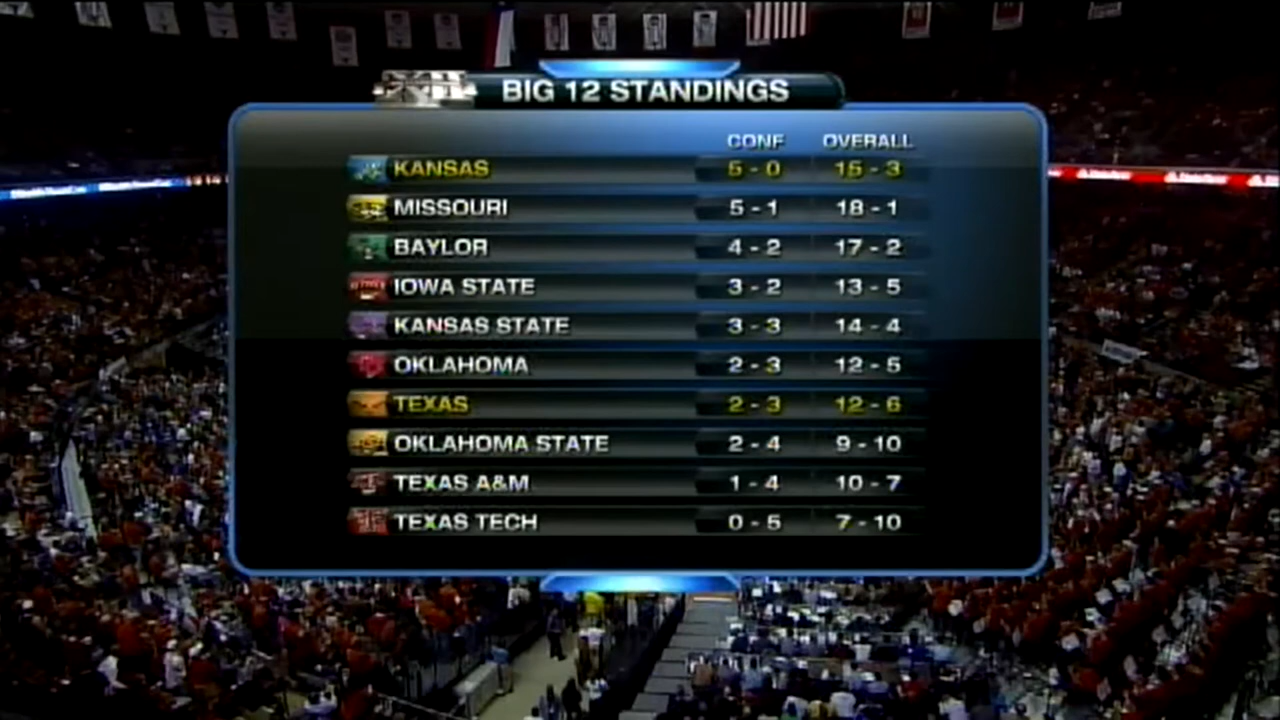 XII BIG 12 STANDINGS
CONF OVERALL
KANSAS 5 - 0 15 - 3
MISSOURI 5 - 1 18 - 1
BAYLOR 4 - 2 17 - 2
IOWA STATE 3 - 2 13 - 5
KANSAS STATE 3 - 3 14 - 4
OKLAHOMA 2 - 3 12 - 5
TEXAS 2 - 3 12 - 6
OKLAHOMA STATE 2 - 4 9 - 10
TEXAS A&M 1 - 4 10 - 7
TEXAS TECH 0 - 5 7 - 10